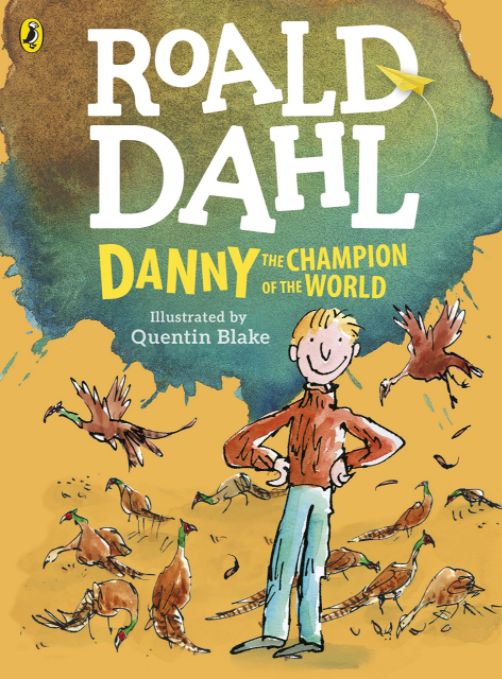 ROALD
DAHL
DANNY THE CHAMPION
OF THE WORLD
Illustrated by
Quentin Blake